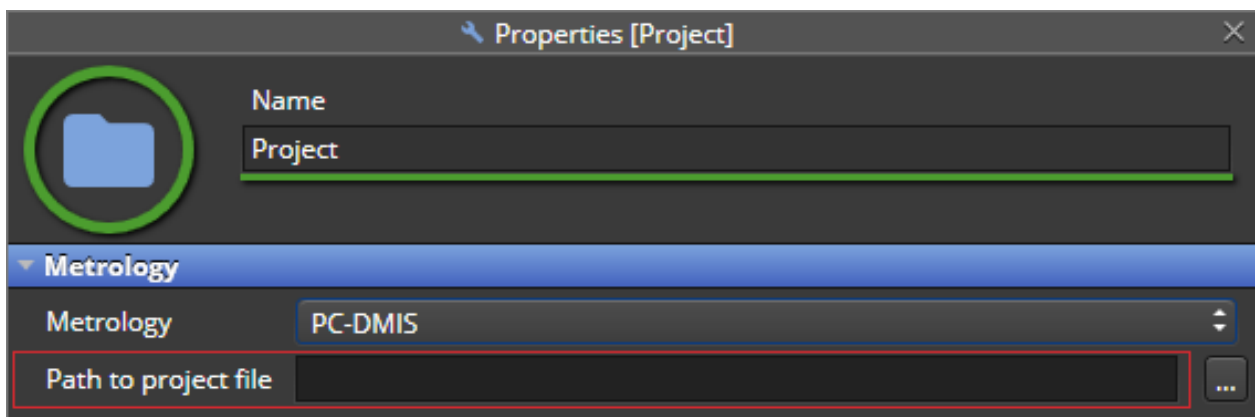 Properties [Project]
Name
Project
Metrology
Metrology PC-DMIS
Path to project file ...